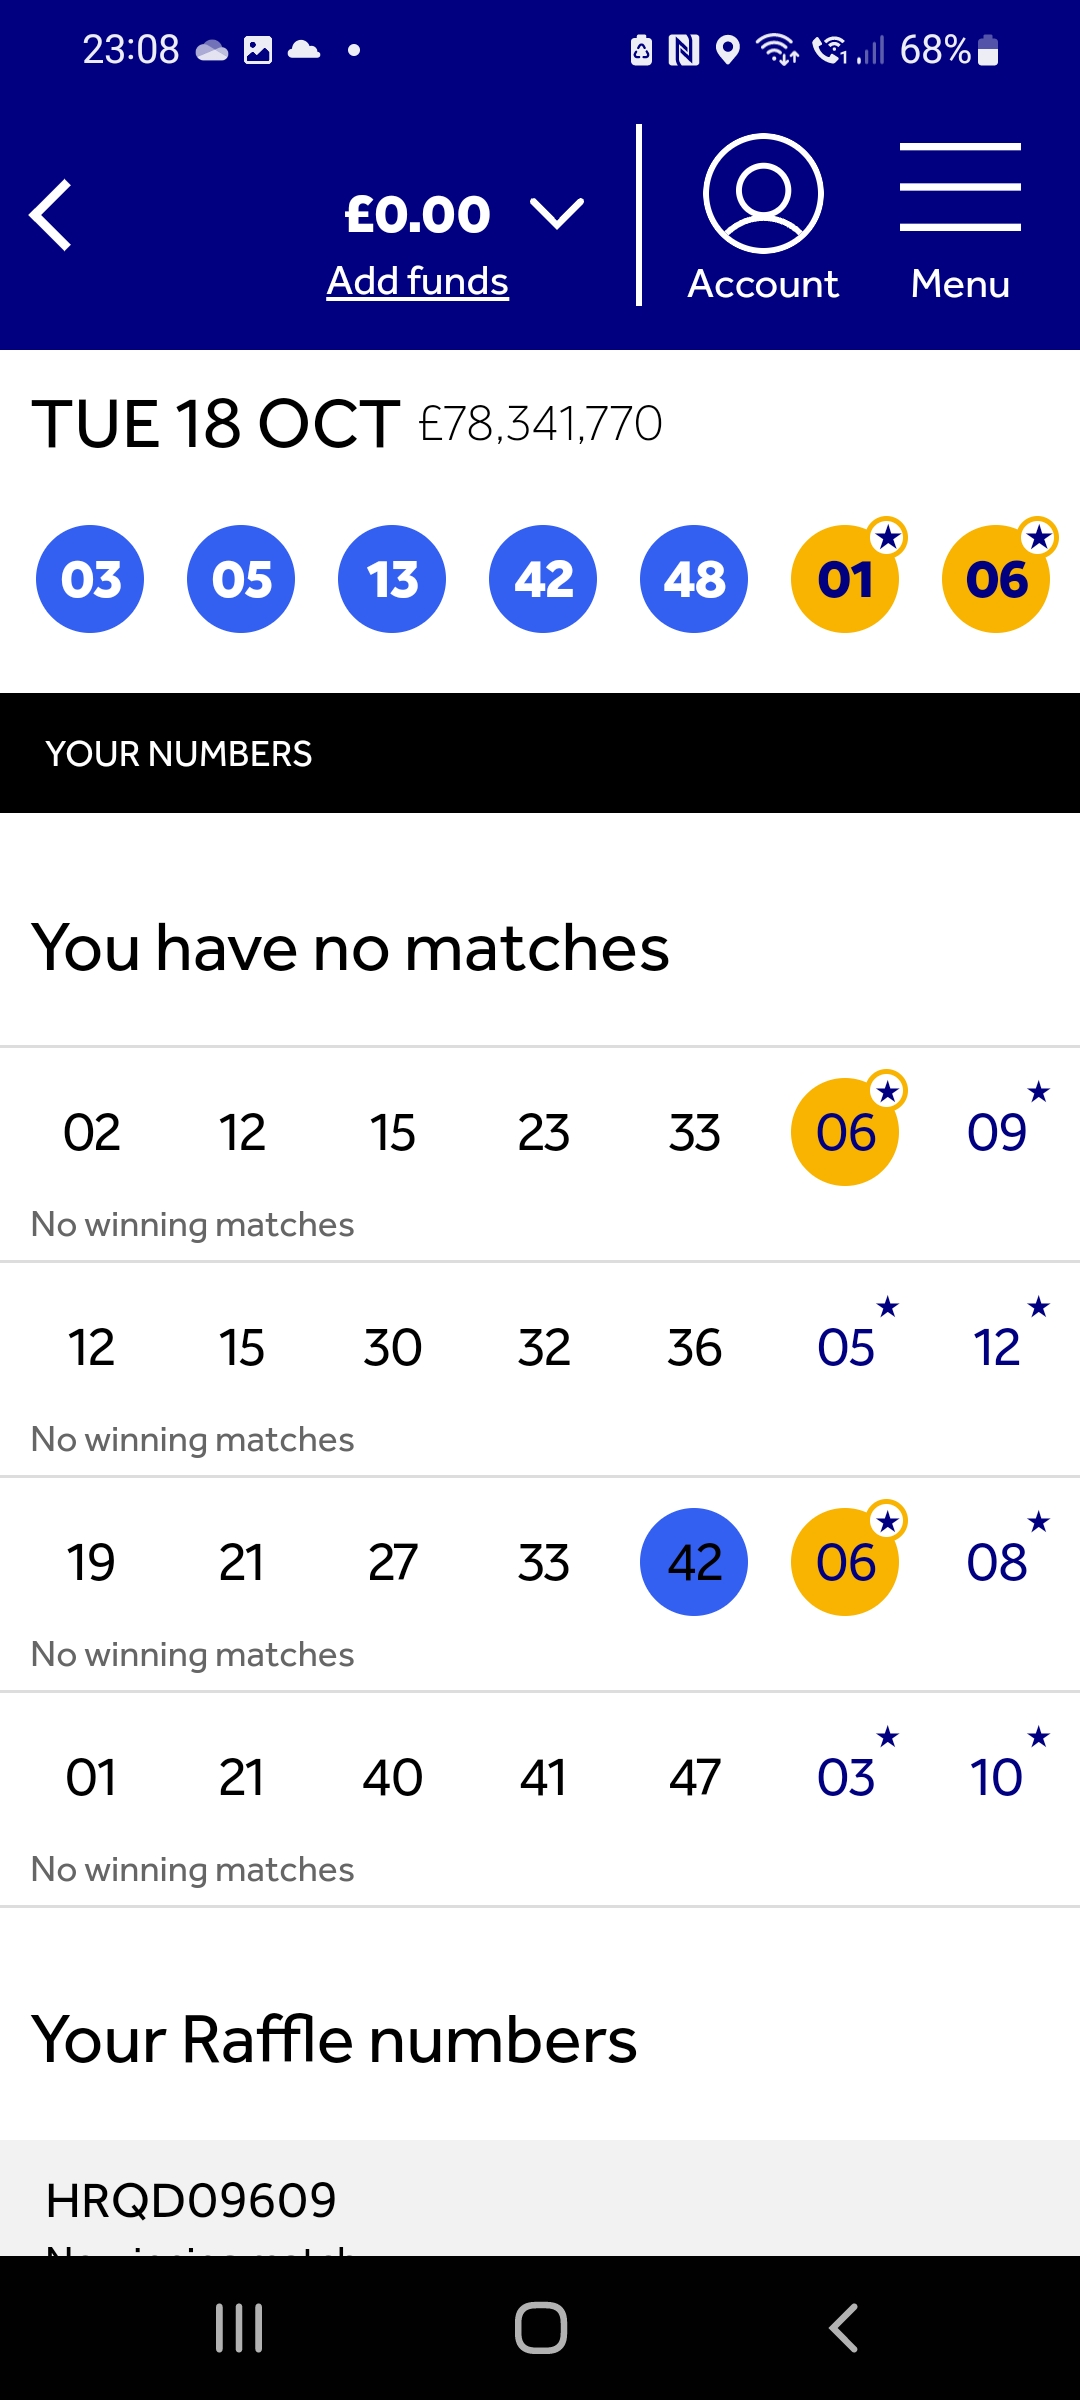 23:08 68%
£0.00
Add funds
Account
Menu
TUE 18 OCT £78,341,770
03 05 13 42 48 01 06
YOUR NUMBERS
You have no matches
02 12 15 23 33 06 09
No winning matches
12 15 30 32 36 05 12
No winning matches
19 21 27 33 42 06 08
No winning matches
01 21 40 41 47 03 10
No winning matches
Your Raffle numbers
HRQD09609